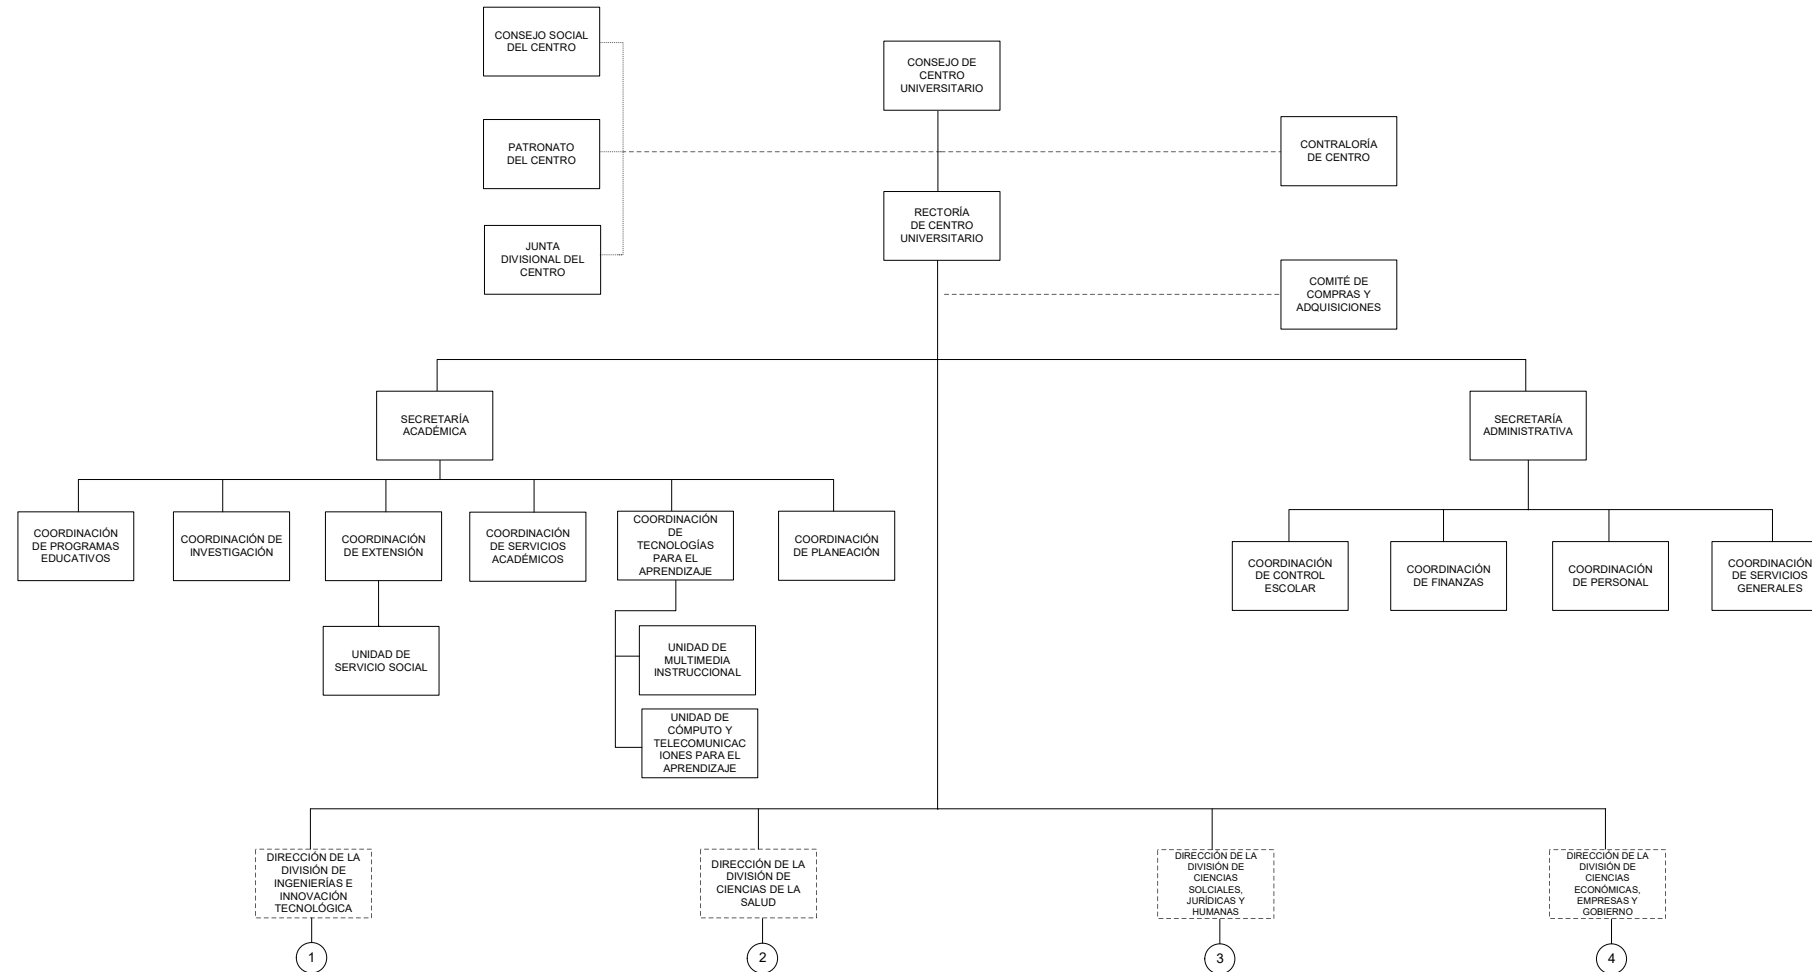 CONSEJO SOCIAL
DEL CENTRO
CONSEJO DE
CENTRO
UNIVERSITARIO
PATRONATO
DEL CENTRO
CONTRALORÍA
DE CENTRO
RECTORÍA
DE CENTRO
UNIVERSITARIO
JUNTA
DIVISIONAL DEL
CENTRO
COMITÉ DE
COMPRAS Y
ADQUISICIONES
SECRETARÍA
ACADÉMICA
SECRETARÍA
ADMINISTRATIVA
COORDINACIÓN
DE PROGRAMAS
EDUCATIVOS
COORDINACIÓN DE
INVESTIGACIÓN
COORDINACIÓN
DE EXTENSIÓN
COORDINACIÓN
DE SERVICIOS
ACADÉMICOS
COORDINACIÓN
DE
TECNOLOGÍAS
PARA EL
APRENDIZAJE
COORDINACIÓN
DE PLANEACIÓN
COORDINACIÓN
DE CONTROL
ESCOLAR
COORDINACIÓN
DE FINANZAS
COORDINACIÓN
DE PERSONAL
COORDINACIÓN
DE SERVICIOS
GENERALES
UNIDAD DE
SERVICIO SOCIAL
UNIDAD DE
MULTIMEDIA
INSTRUCCIONAL
UNIDAD DE
CÓMPUTO Y
TELECOMUNICAC
IONES PARA EL
APRENDIZAJE
DIRECCIÓN DE LA
DIVISIÓN DE
INGENIERÍAS E
INNOVACIÓN
TECNOLÓGICA
DIRECCIÓN DE LA
DIVISIÓN DE
CIENCIAS DE LA
SALUD
DIRECCIÓN DE LA
DIVISIÓN DE
CIENCIAS
SOLCIALES,
JURÍDICAS Y
HUMANAS
DIRECCIÓN DE LA
DIVISIÓN DE
CIENCIAS
ECONÓMICAS,
EMPRESAS Y
GOBIERNO
1
2
3
4